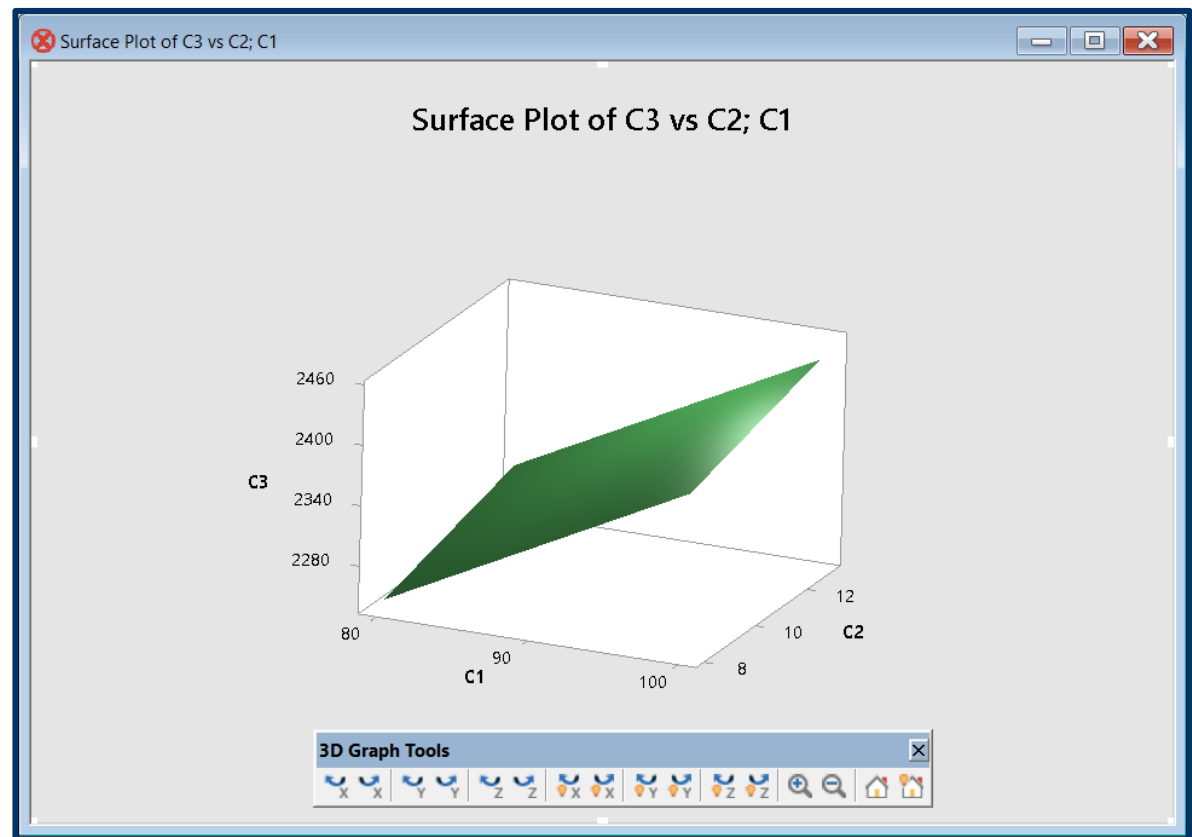 Surface Plot of C3 vs C2; C1
Surface Plot of C3 vs C2; C1
2460
2400
C3
2340
2280
80
90
C1
100
8
10
C2
12
3D Graph Tools
X X Y Y Z Z X X Y Y Z Z